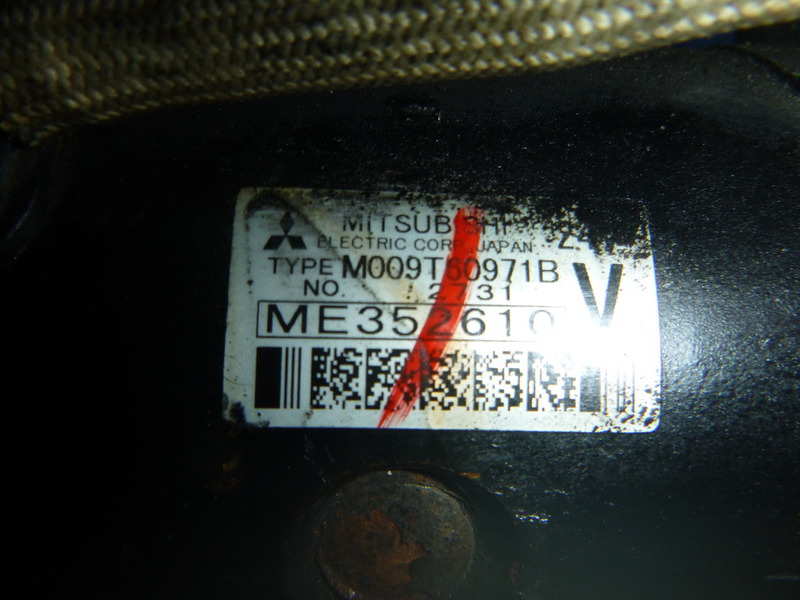 MITSUBISHI
ELECTRIC CORP. JAPAN
TYPE M009T60971B
NO. 2731
ME352610
V